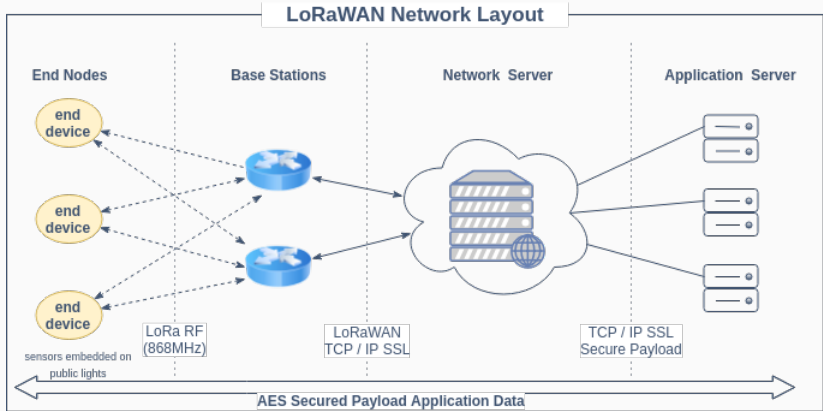 LoRaWAN Network Layout
End Nodes
Base Stations
Network Server
Application Server
end
device
end
device
end
device
sensors embedded on
public lights
LoRa RF
(868MHz)
LoRaWAN
TCP / IP SSL
TCP / IP SSL
Secure Payload
AES Secured Payload Application Data